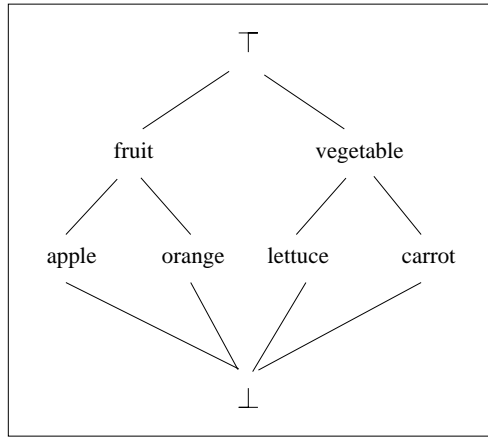 ⊤
fruit vegetable
apple orange lettuce carrot
⊥